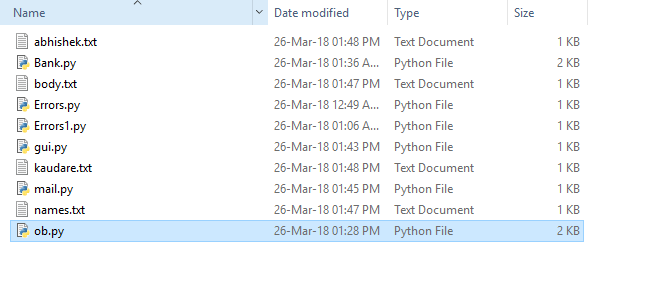 Name Date modified Type Size
abhishek.txt 26-Mar-18 01:48 PM Text Document 1 KB
Bank.py 26-Mar-18 01:36 A... Python File 2 KB
body.txt 26-Mar-18 01:47 PM Text Document 1 KB
Errors.py 26-Mar-18 12:49 A... Python File 1 KB
Errors1.py 26-Mar-18 01:06 A... Python File 1 KB
gui.py 26-Mar-18 01:43 PM Python File 1 KB
kaudare.txt 26-Mar-18 01:48 PM Text Document 1 KB
mail.py 26-Mar-18 01:45 PM Python File 1 KB
names.txt 26-Mar-18 01:47 PM Text Document 1 KB
ob.py 26-Mar-18 01:28 PM Python File 2 KB